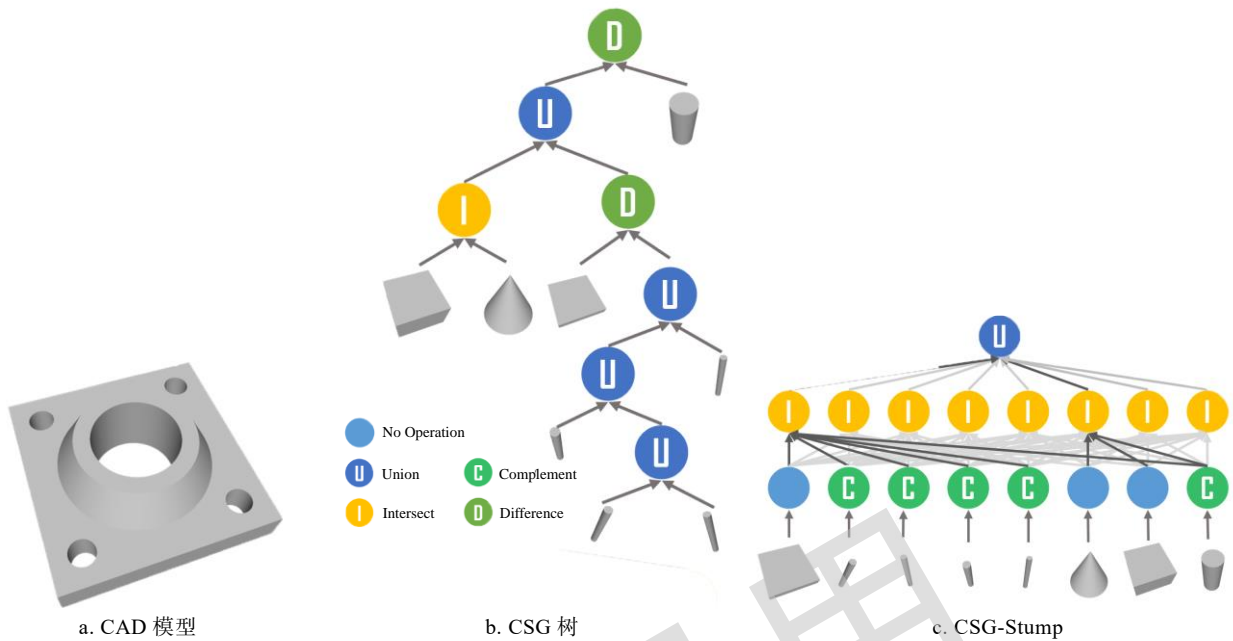 D
U
I
D
U
U
U
U
I I I I I I I I
C C C C C
No Operation
U Union
C Complement
I Intersect
D Difference
a. CAD 模型
b. CSG 树
c. CSG-Stump